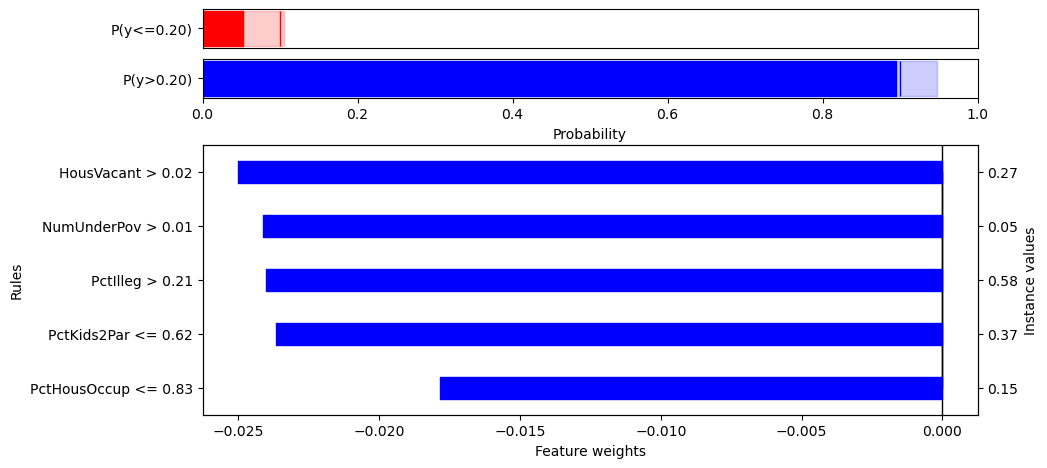 P(y<=0.20)
P(y>0.20)
0.0 0.2 0.4 0.6 0.8 1.0
Probability
HousVacant > 0.02 0.27
NumUnderPov > 0.01 0.05
PctIlleg > 0.21 0.58
PctKids2Par <= 0.62 0.37
PctHousOccup <= 0.83 0.15
Rules
Instance values
−0.025 −0.020 −0.015 −0.010 −0.005 0.000
Feature weights